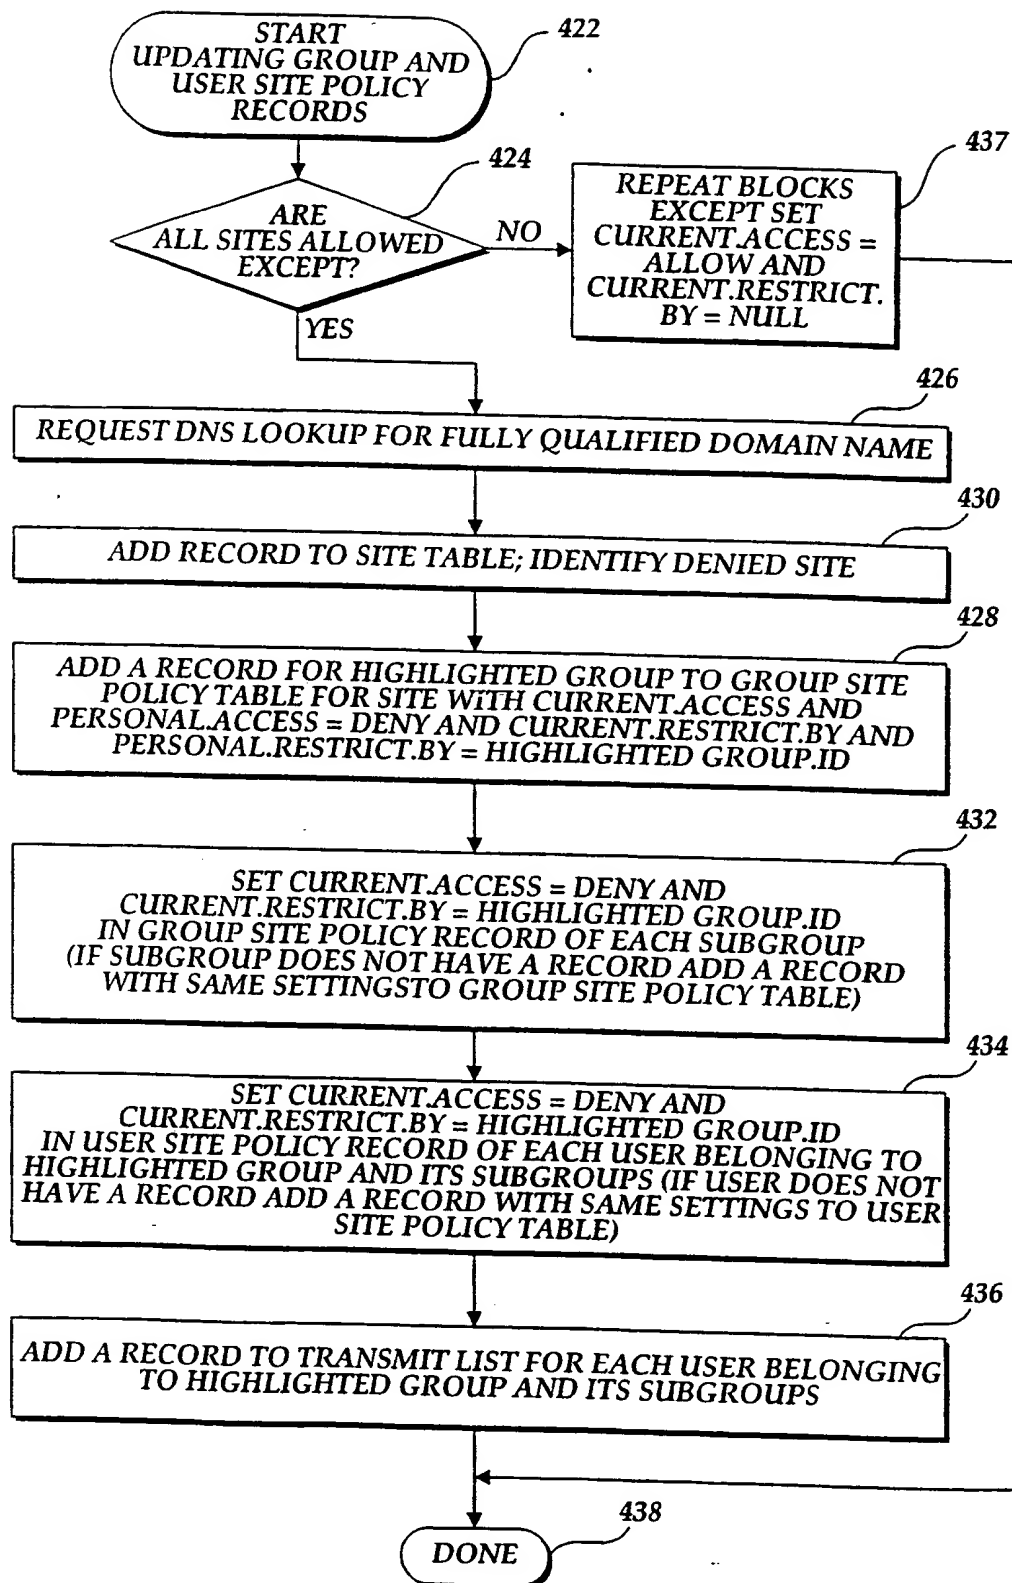 START
UPDATING GROUP AND
USER SITE POLICY
RECORDS
422
424
ARE
ALL SITES ALLOWED
EXCEPT?
NO
YES
437
REPEAT BLOCKS
EXCEPT SET
CURRENT.ACCESS =
ALLOW AND
CURRENT.RESTRICT.
BY = NULL
426
REQUEST DNS LOOKUP FOR FULLY QUALIFIED DOMAIN NAME
430
ADD RECORD TO SITE TABLE; IDENTIFY DENIED SITE
428
ADD A RECORD FOR HIGHLIGHTED GROUP TO GROUP SITE
POLICY TABLE FOR SITE WITH CURRENT.ACCESS AND
PERSONAL.ACCESS = DENY AND CURRENT.RESTRICT.BY AND
PERSONAL.RESTRICT.BY = HIGHLIGHTED GROUP.ID
432
SET CURRENT.ACCESS = DENY AND
CURRENT.RESTRICT.BY = HIGHLIGHTED GROUP.ID
IN GROUP SITE POLICY RECORD OF EACH SUBGROUP
(IF SUBGROUP DOES NOT HAVE A RECORD ADD A RECORD
WITH SAME SETTINGSTO GROUP SITE POLICY TABLE)
434
SET CURRENT.ACCESS = DENY AND
CURRENT.RESTRICT.BY = HIGHLIGHTED GROUP.ID
IN USER SITE POLICY RECORD OF EACH USER BELONGING TO
HIGHLIGHTED GROUP AND ITS SUBGROUPS (IF USER DOES NOT
HAVE A RECORD ADD A RECORD WITH SAME SETTINGS TO USER
SITE POLICY TABLE)
436
ADD A RECORD TO TRANSMIT LIST FOR EACH USER BELONGING
TO HIGHLIGHTED GROUP AND ITS SUBGROUPS
438
DONE